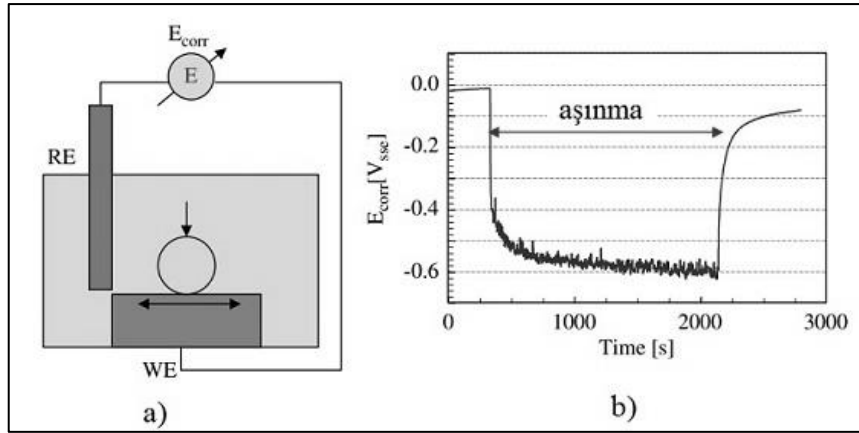 E_corr
E
RE
WE
a)
E_corr[V_sse]
0.0
-0.2
-0.4
-0.6
aşınma
0
1000
2000
3000
Time [s]
b)